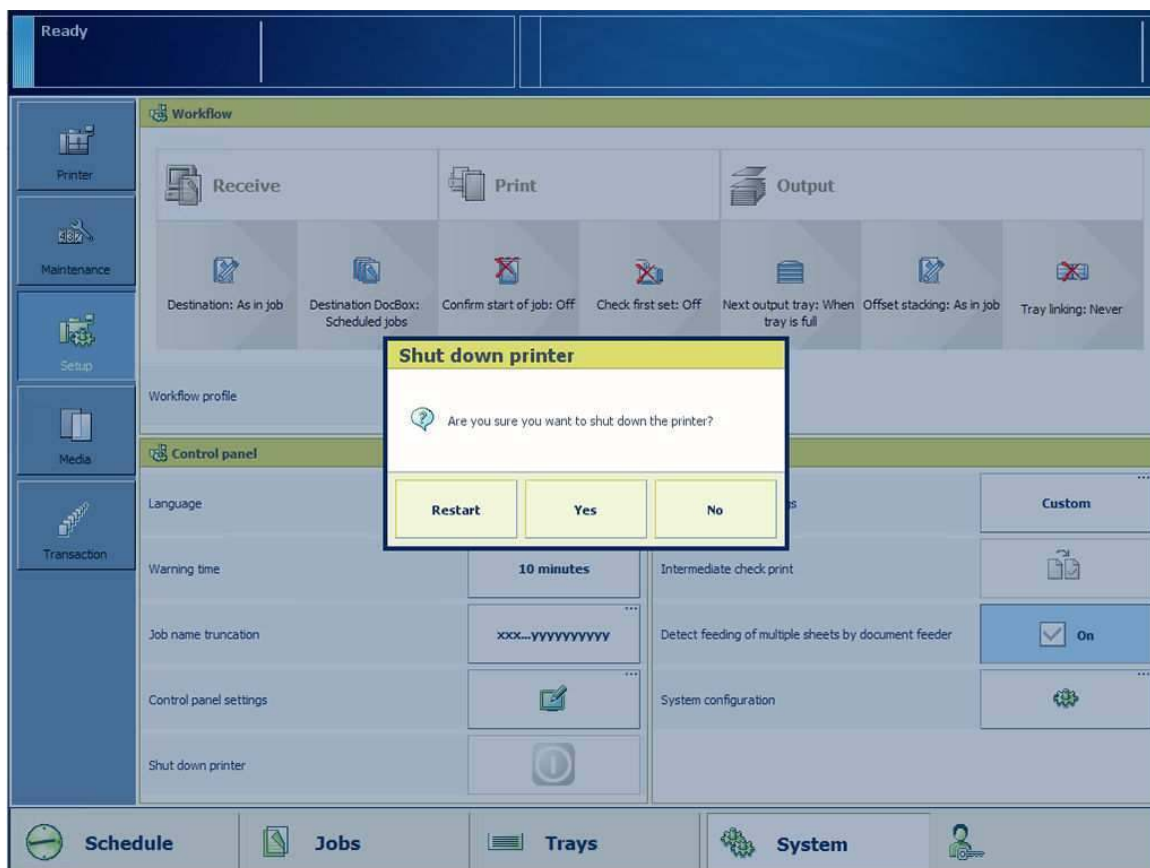 Ready
Printer
Maintenance
Setup
Media
Transaction
Workflow
Receive
Print
Output
Destination: As in job
Destination DocBox:
Scheduled jobs
Confirm start of job: Off
Check first set: Off
Next output tray: When
tray is full
Offset stacking: As in job
Tray linking: Never
Workflow profile
Shut down printer
Are you sure you want to shut down the printer?
Restart
Yes
No
Control panel
Language
Warning time
10 minutes
Job name truncation
xxx...yyyyyyyyyy
Control panel settings
Shut down printer
Custom
Intermediate check print
Detect feeding of multiple sheets by document feeder
On
System configuration
Schedule
Jobs
Trays
System